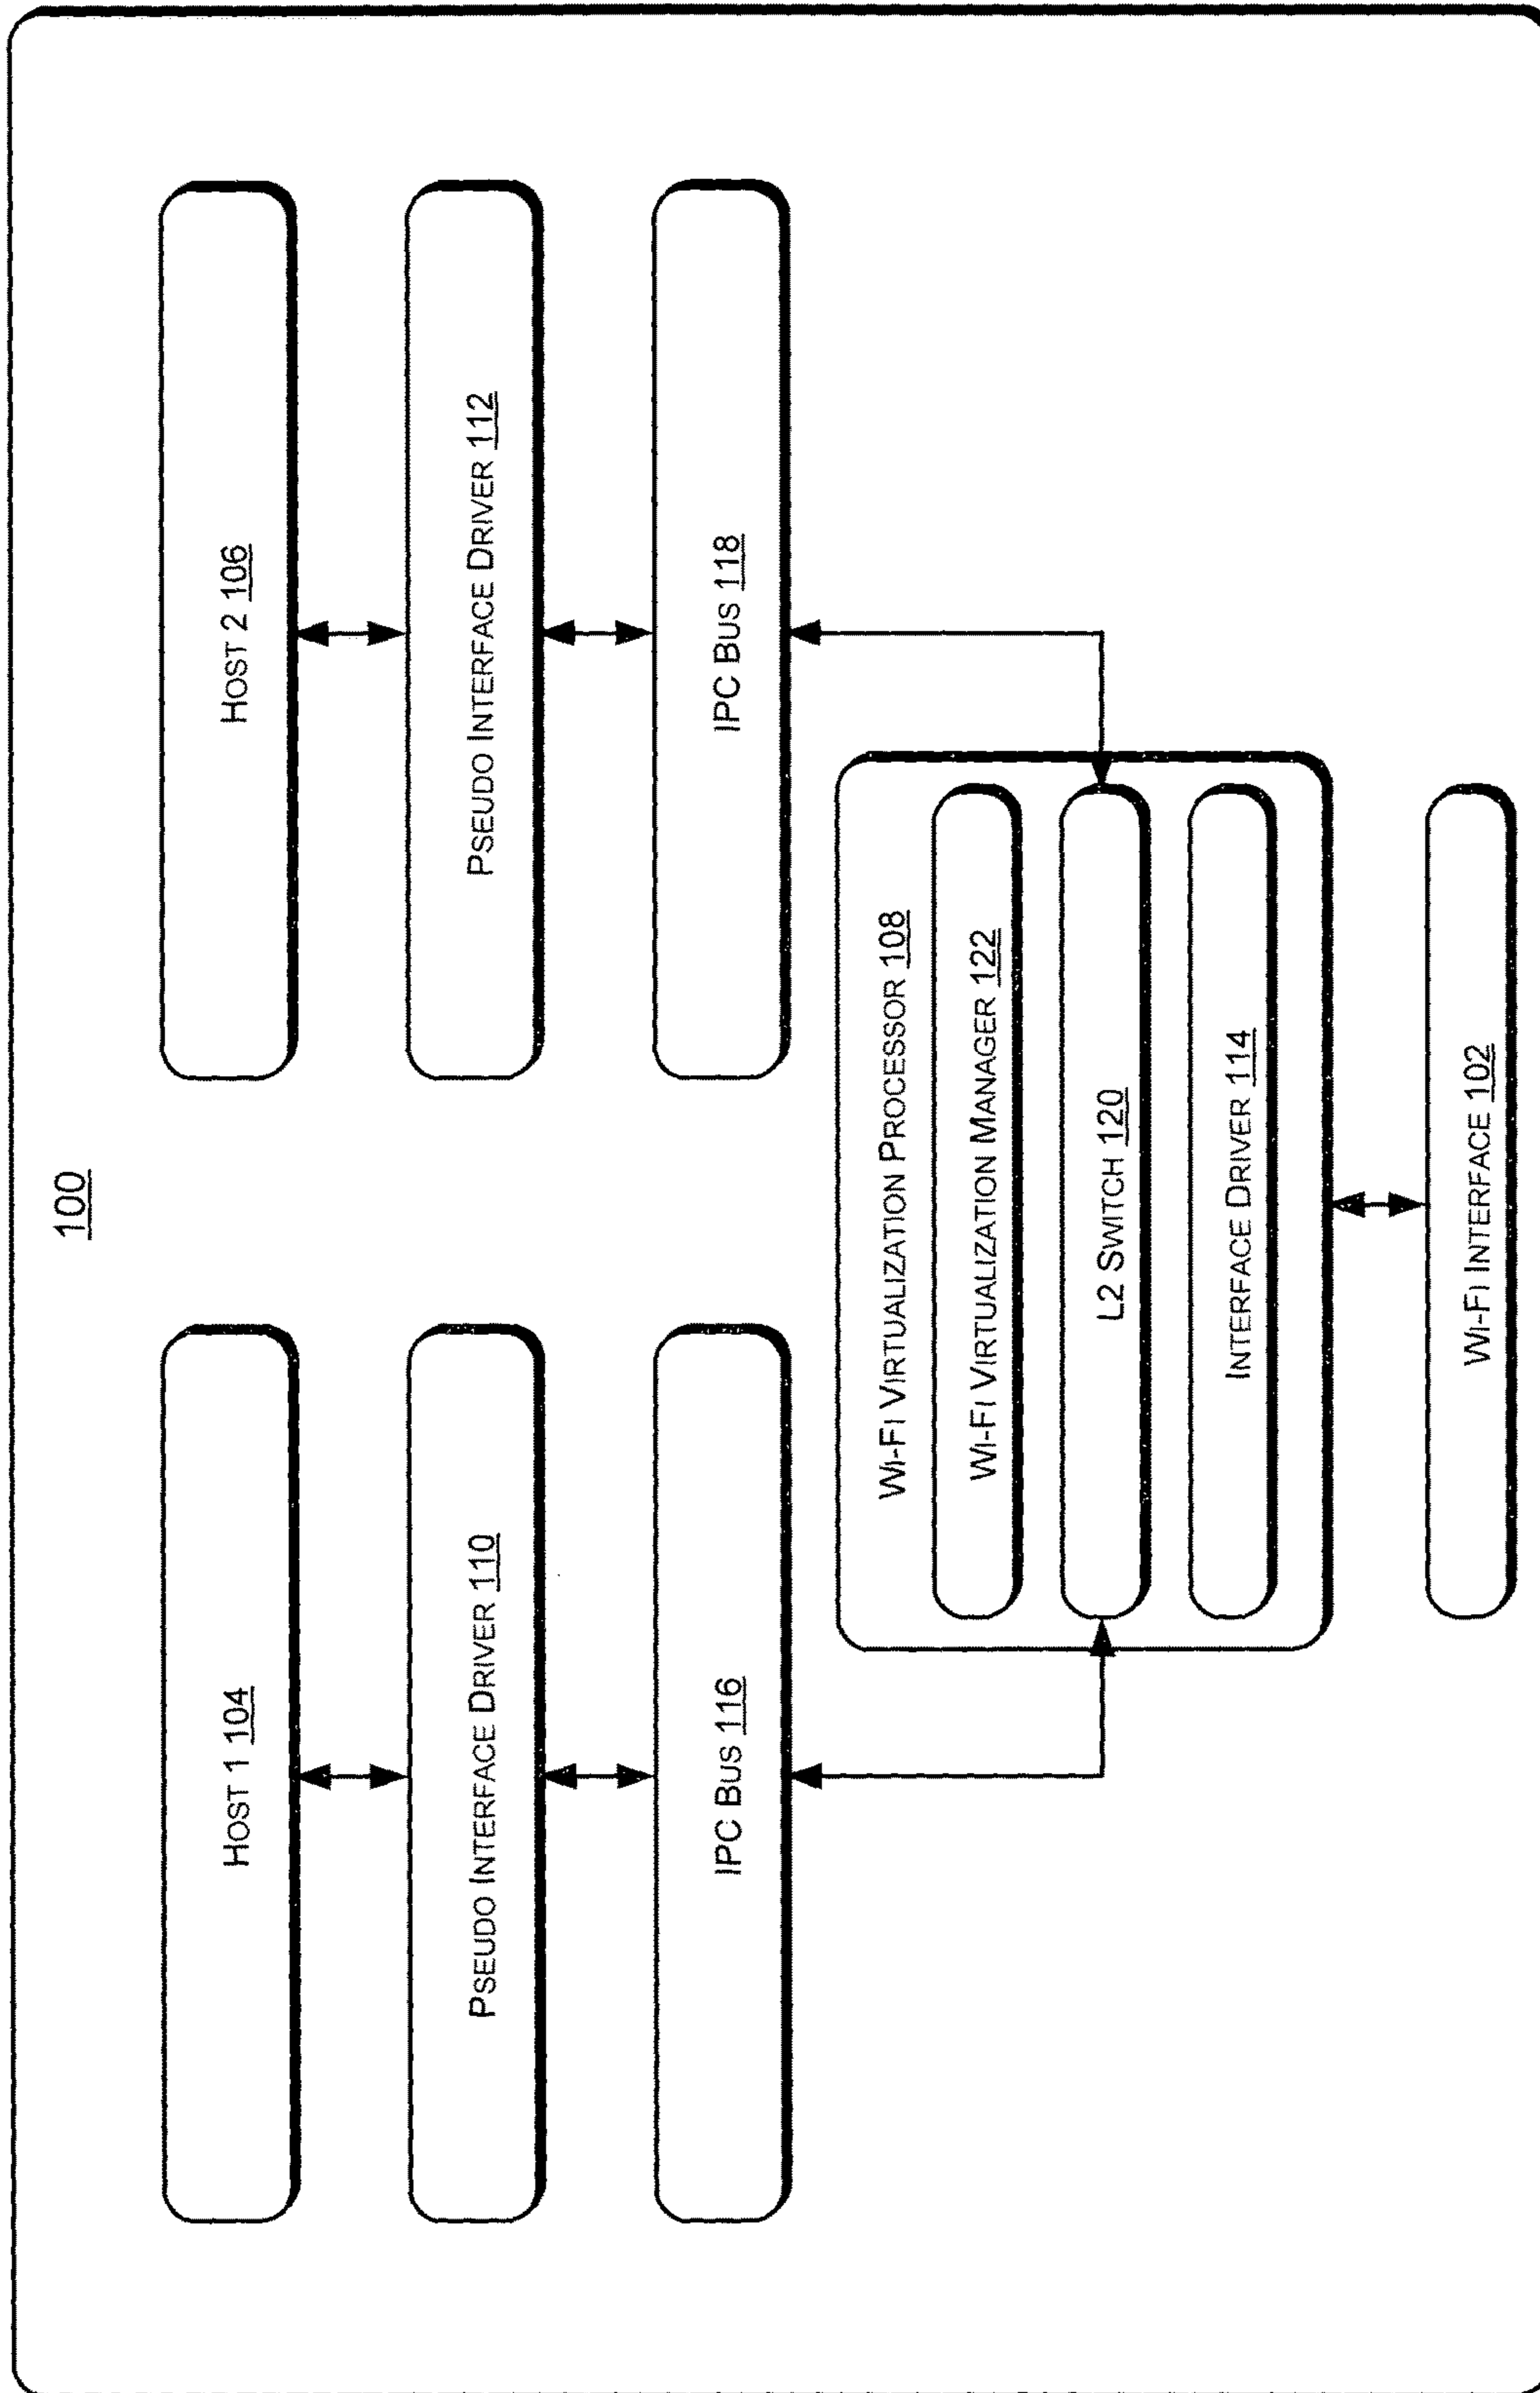 100
HOST 1 104
HOST 2 106
PSEUDO INTERFACE DRIVER 110
PSEUDO INTERFACE DRIVER 112
IPC BUS 116
IPC BUS 118
WI-FI VIRTUALIZATION PROCESSOR 108
WI-FI VIRTUALIZATION MANAGER 122
L2 SWITCH 120
INTERFACE DRIVER 114
WI-FI INTERFACE 102